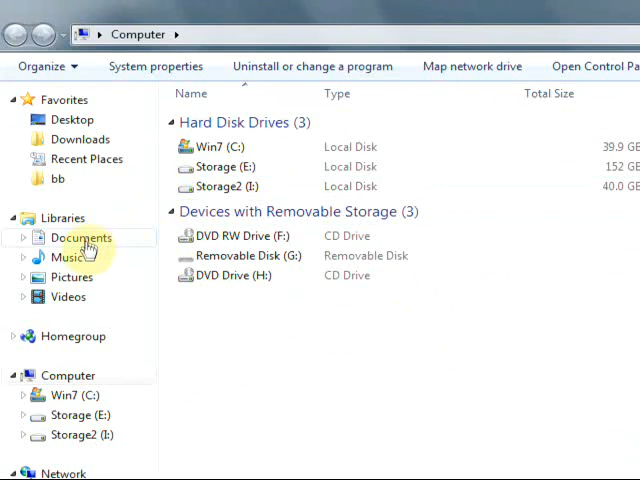 Computer
Organize System properties Uninstall or change a program Map network drive Open Control Pa
Name Type Total Size
Favorites
Desktop
Downloads
Recent Places
bb
Libraries
Documents
Music
Pictures
Videos
Homegroup
Computer
Win7 (C:)
Storage (E:)
Storage2 (I:)
Network
Hard Disk Drives (3)
Win7 (C:) Local Disk 39.9 GB
Storage (E:) Local Disk 152 GB
Storage2 (I:) Local Disk 40.0 GB
Devices with Removable Storage (3)
DVD RW Drive (F:) CD Drive
Removable Disk (G:) Removable Disk
DVD Drive (H:) CD Drive